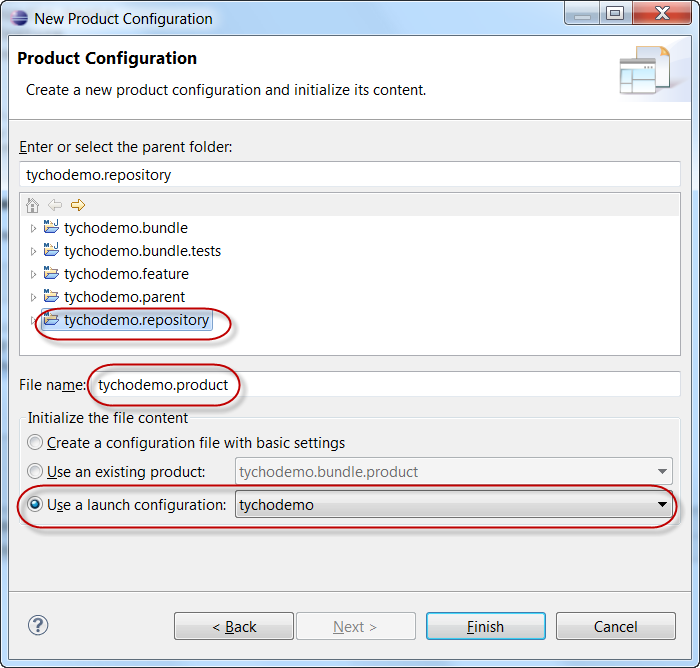 New Product Configuration
Product Configuration
Create a new product configuration and initialize its content.
Enter or select the parent folder:
tychodemo.repository
tychodemo.bundle
tychodemo.bundle.tests
tychodemo.feature
tychodemo.parent
tychodemo.repository
File name: tychodemo.product
Initialize the file content
Create a configuration file with basic settings
Use an existing product: tychodemo.bundle.product
Use a launch configuration: tychodemo
? < Back Next > Finish Cancel